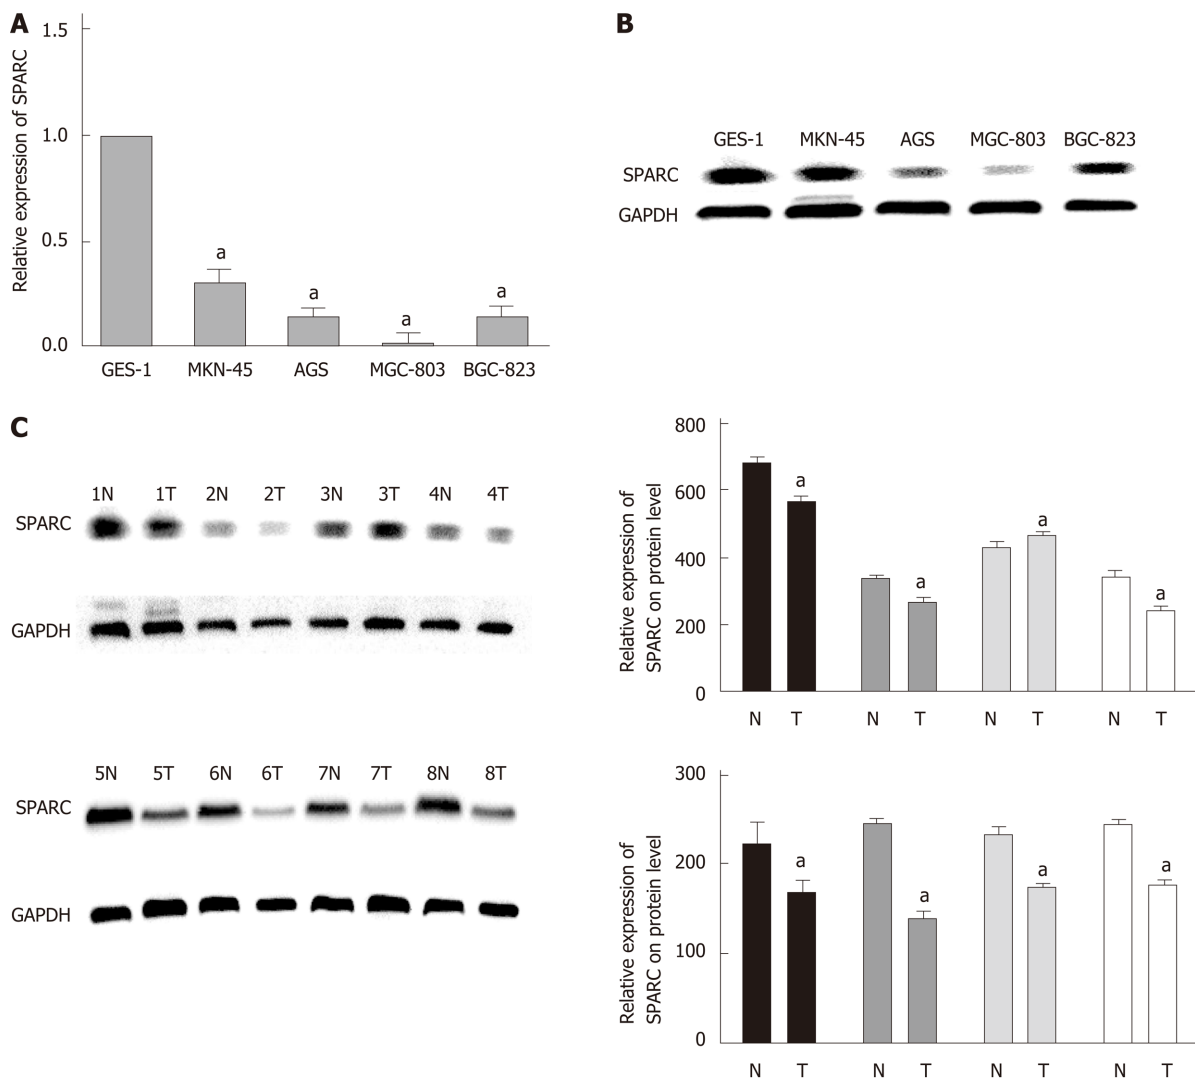 A
Relative expression of SPARC
1.5
1.0
0.5
0.0
a
a
a
a
GES-1 MKN-45 AGS MGC-803 BGC-823
B
GES-1 MKN-45 AGS MGC-803 BGC-823
SPARC
GAPDH
C
1N 1T 2N 2T 3N 3T 4N 4T
SPARC
GAPDH
5N 5T 6N 6T 7N 7T 8N 8T
SPARC
GAPDH
Relative expression of
SPARC on protein level
800
600
400
200
0
a
a
a
a
N T N T N T N T
Relative expression of
SPARC on protein level
300
200
100
0
a
a
a
a
N T N T N T N T